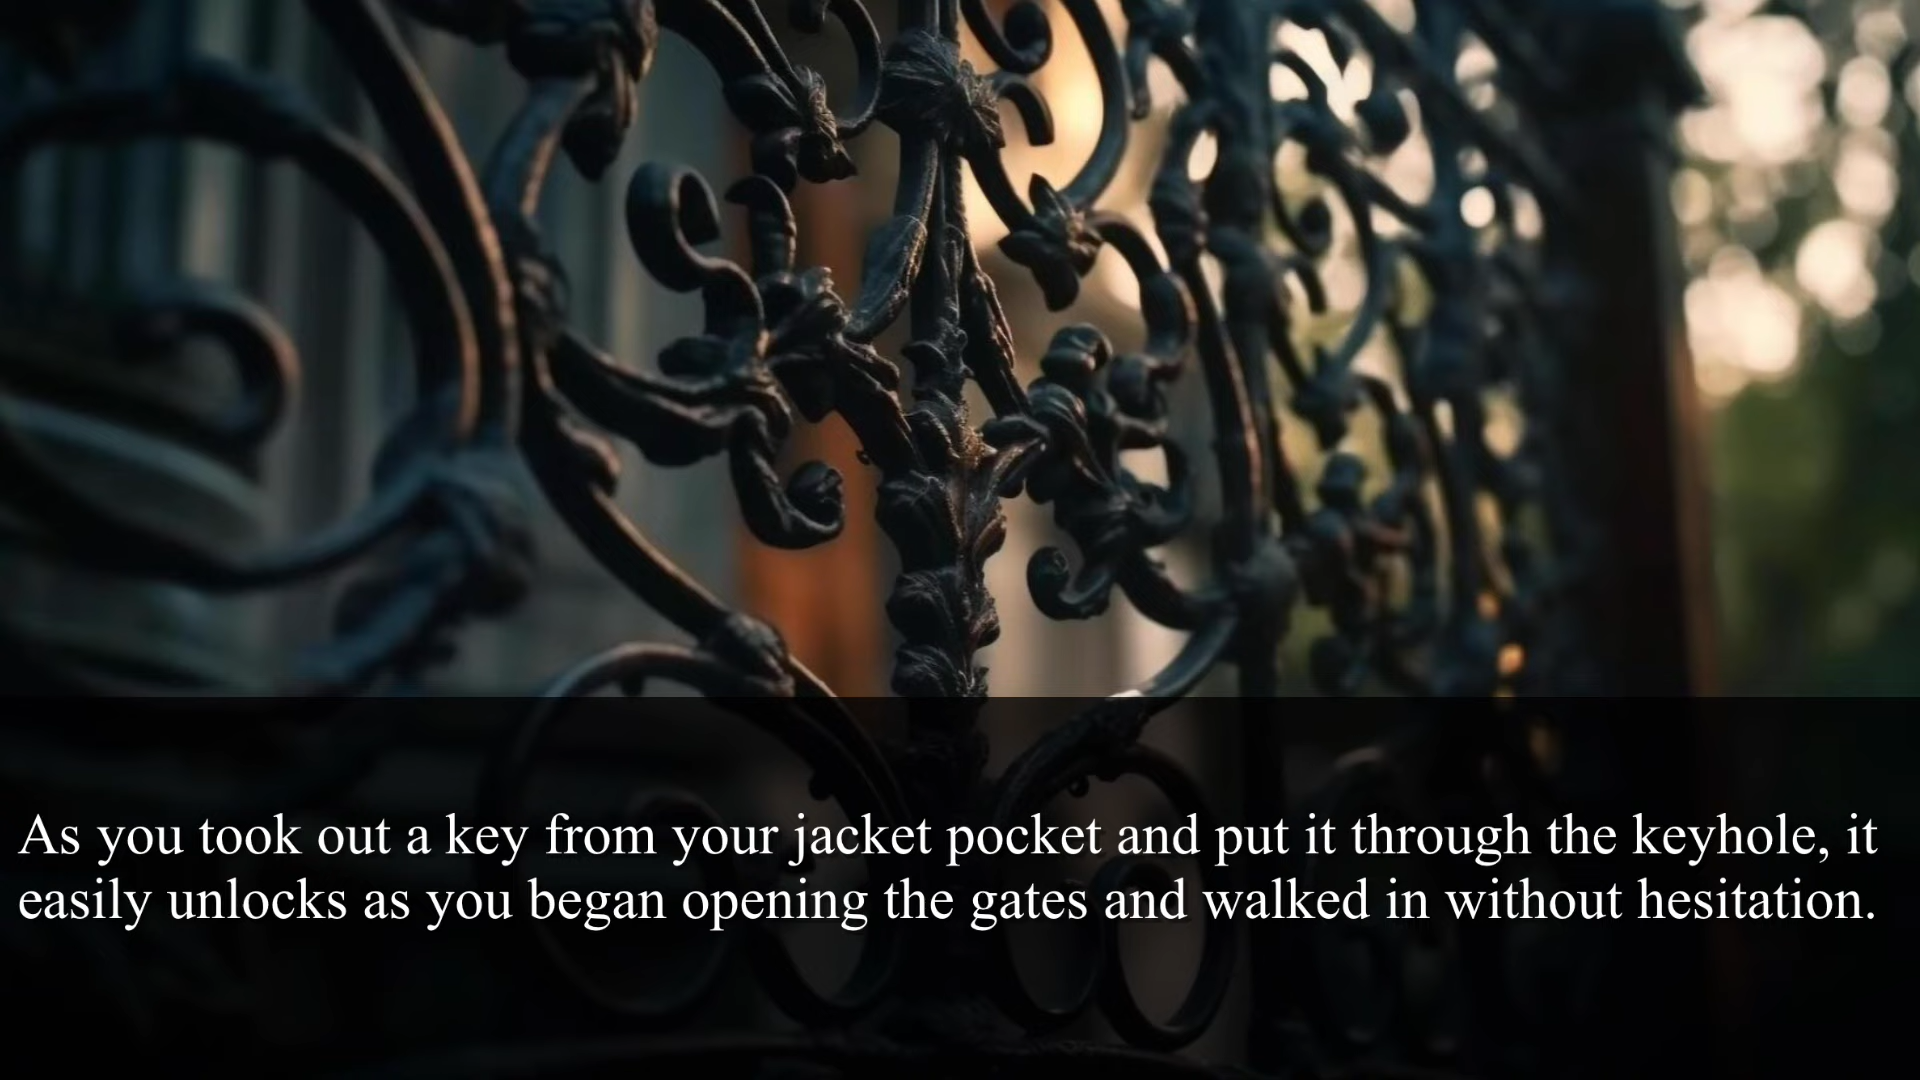 As you took out a key from your jacket pocket and put it through the keyhole, it
easily unlocks as you began opening the gates and walked in without hesitation.